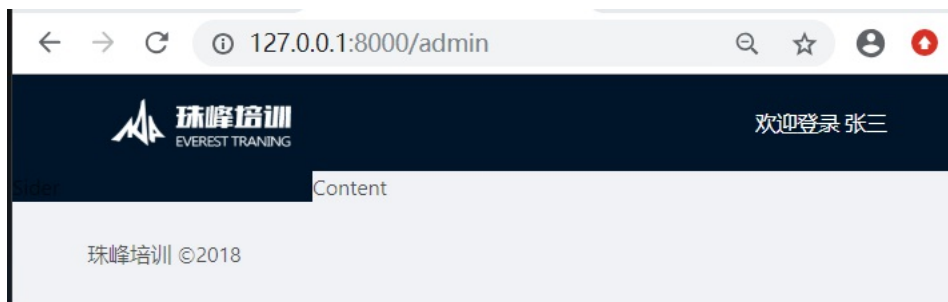 127.0.0.1:8000/admin
珠峰培训
EVEREST TRANING
欢迎登录 张三
Sider
Content
珠峰培训 ©2018